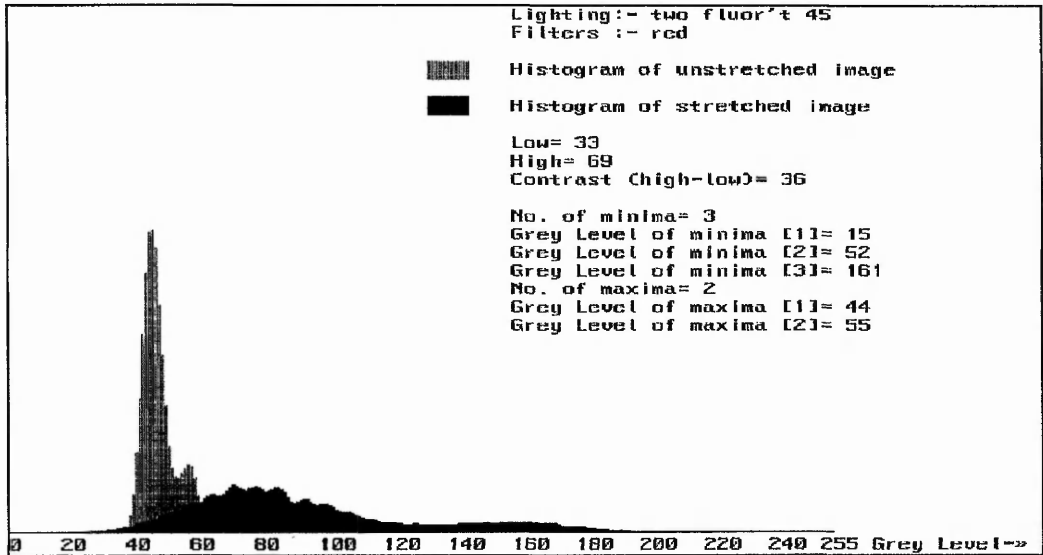 Lighting:- two fluor't 45
Filters :- red
Histogram of unstretched image
Histogram of stretched image
Low= 33
High= 69
Contrast (high-low)= 36
No. of minima= 3
Grey Level of minima [1]= 15
Grey Level of minima [2]= 52
Grey Level of minima [3]= 161
No. of maxima= 2
Grey Level of maxima [1]= 44
Grey Level of maxima [2]= 55
0 20 40 60 80 100 120 140 160 180 200 220 240 255 Grey Level=»